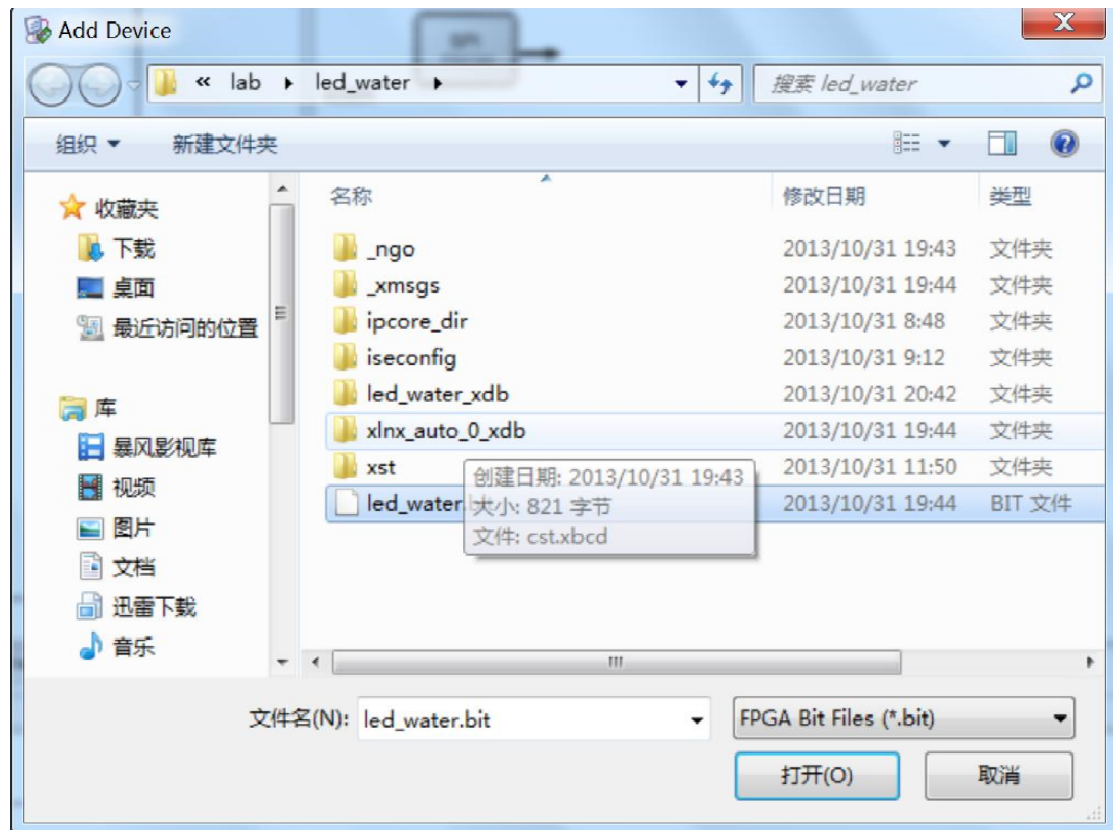 Add Device
« lab ▸ led_water ▸
搜索 led_water
组织 新建文件夹
名称 修改日期 类型
收藏夹
下载
桌面
最近访问的位置
库
暴风影视库
视频
图片
文档
迅雷下载
音乐
_ngo 2013/10/31 19:43 文件夹
_xmsgs 2013/10/31 19:44 文件夹
ipcore_dir 2013/10/31 8:48 文件夹
iseconfig 2013/10/31 9:12 文件夹
led_water_xdb 2013/10/31 20:42 文件夹
xlnx_auto_0_xdb 2013/10/31 19:44 文件夹
xst 2013/10/31 11:50 文件夹
led_water 2013/10/31 19:44 BIT 文件
创建日期: 2013/10/31 19:43
大小: 821 字节
文件: cst.xbcd
文件名(N): led_water.bit FPGA Bit Files (*.bit)
打开(O) 取消